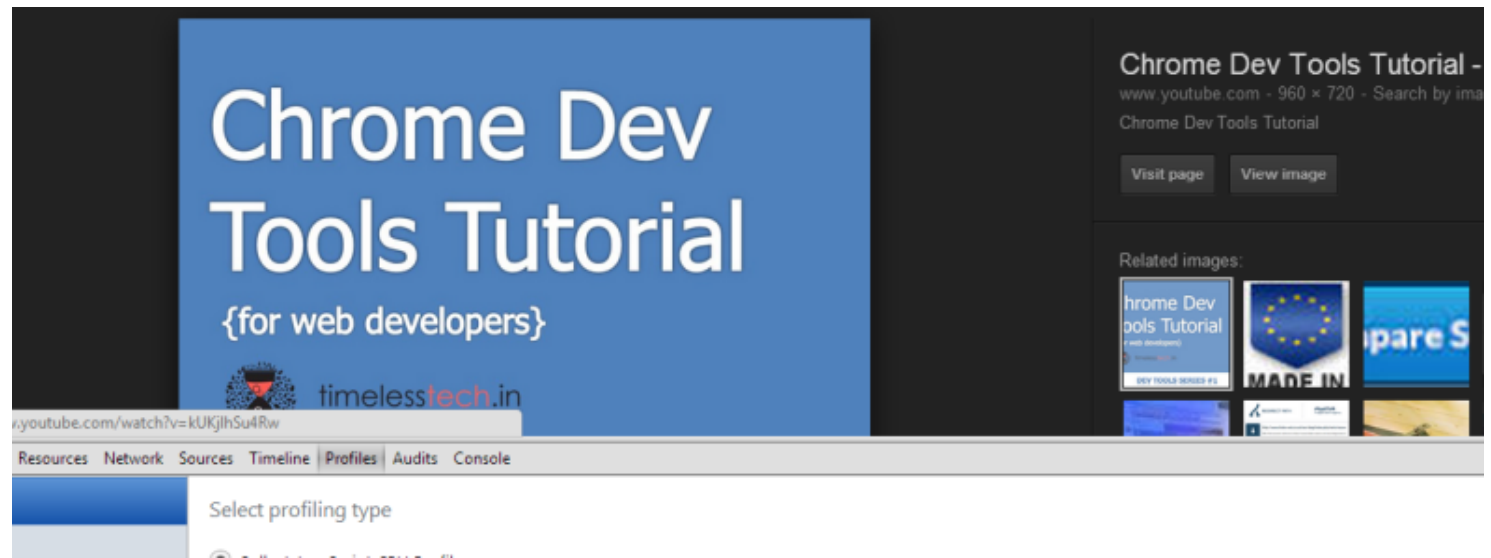 Chrome Dev
Tools Tutorial
{for web developers}
timelesstech.in
Chrome Dev Tools Tutorial -
www.youtube.com - 960 × 720 - Search by ima
Chrome Dev Tools Tutorial
Visit page View image
Related images:
hrome Dev
ools Tutorial
DEV TOOLS SERIES #1
MADE IN
pare S
.youtube.com/watch?v=kUKjlhSu4Rw
Resources Network Sources Timeline Profiles Audits Console
Select profiling type